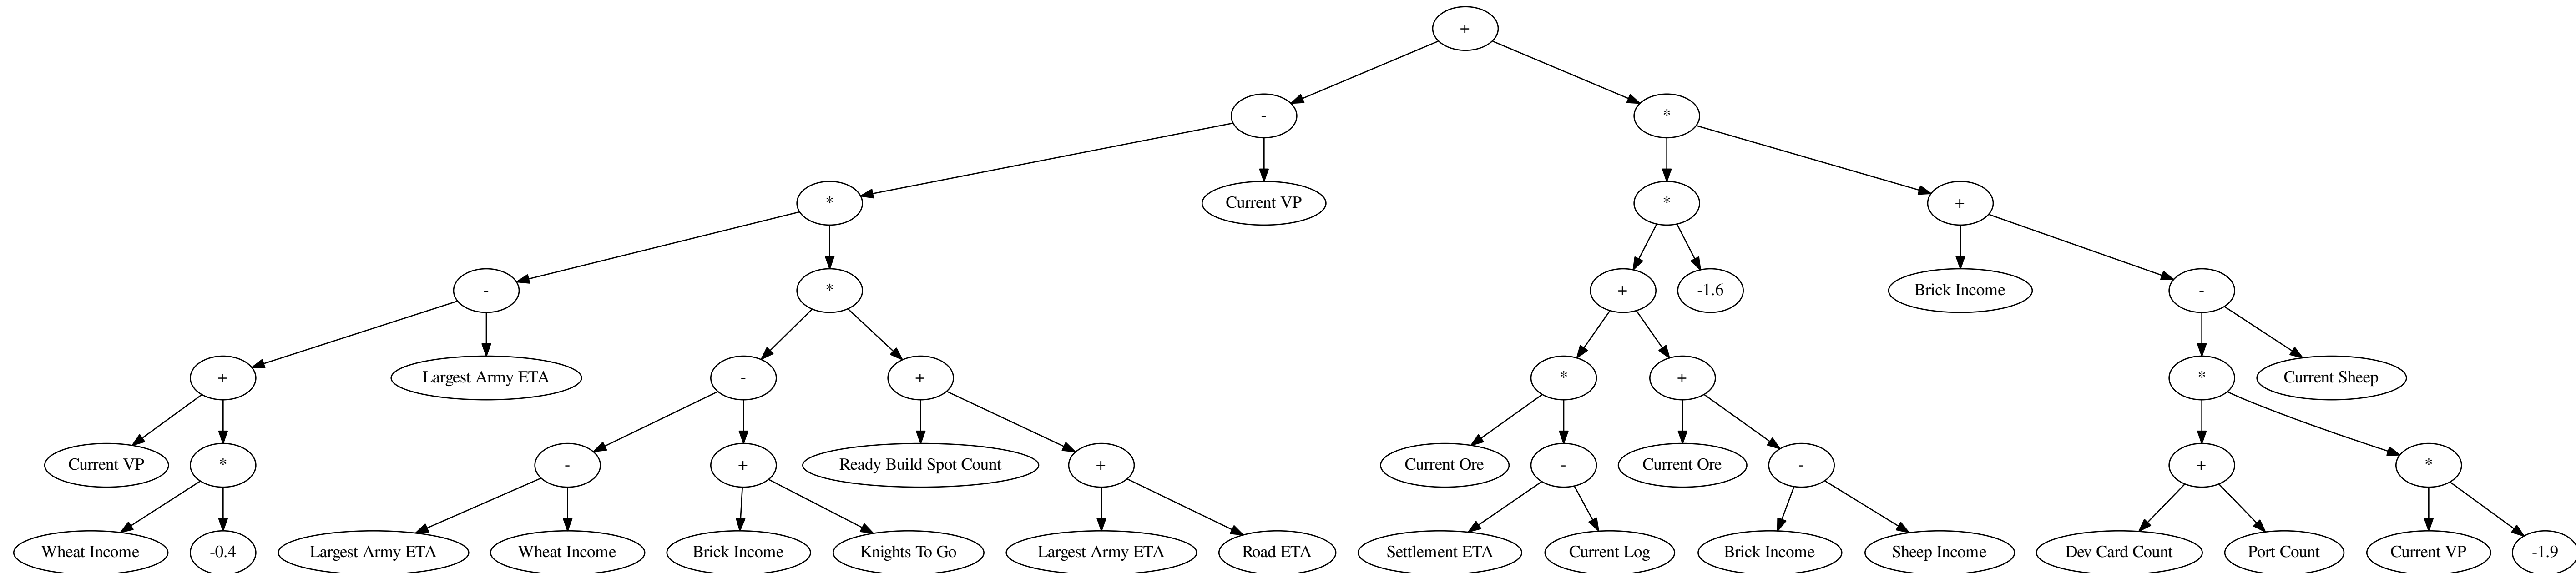 +
- *
* Current VP * +
- * + -1.6 Brick Income -
+ Largest Army ETA - + * + * Current Sheep
Current VP * - + Ready Build Spot Count + Current Ore - Current Ore - + *
Wheat Income -0.4 Largest Army ETA Wheat Income Brick Income Knights To Go Largest Army ETA Road ETA Settlement ETA Current Log Brick Income Sheep Income Dev Card Count Port Count Current VP -1.9